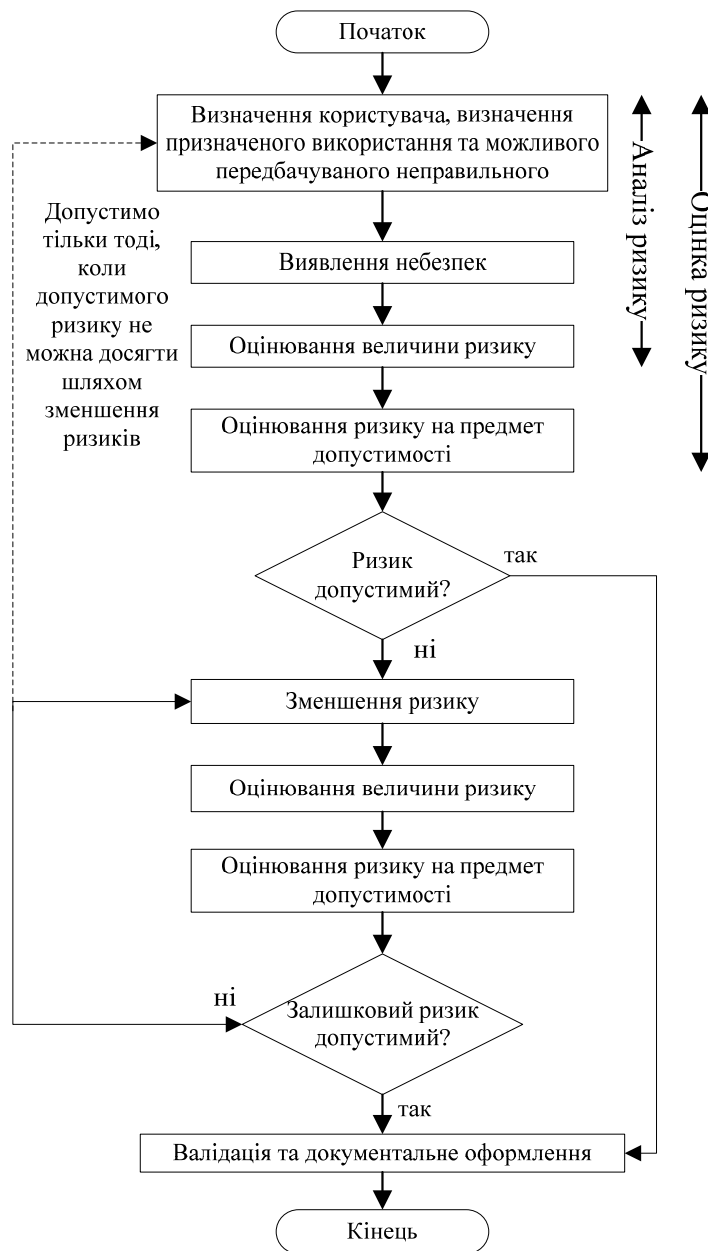 Початок
Визначення користувача, визначення
призначеного використання та можливого
передбачуваного неправильного
Аналіз ризику
Оцінка ризику
Допустимо
тільки тоді,
коли
допустимого
ризику не
можна досягти
шляхом
зменшення
ризиків
Виявлення небезпек
Оцінювання величини ризику
Оцінювання ризику на предмет
допустимості
Ризик
допустимий?
так
ні
Зменшення ризику
Оцінювання величини ризику
Оцінювання ризику на предмет
допустимості
ні
Залишковий ризик
допустимий?
так
Валідація та документальне оформлення
Кінець